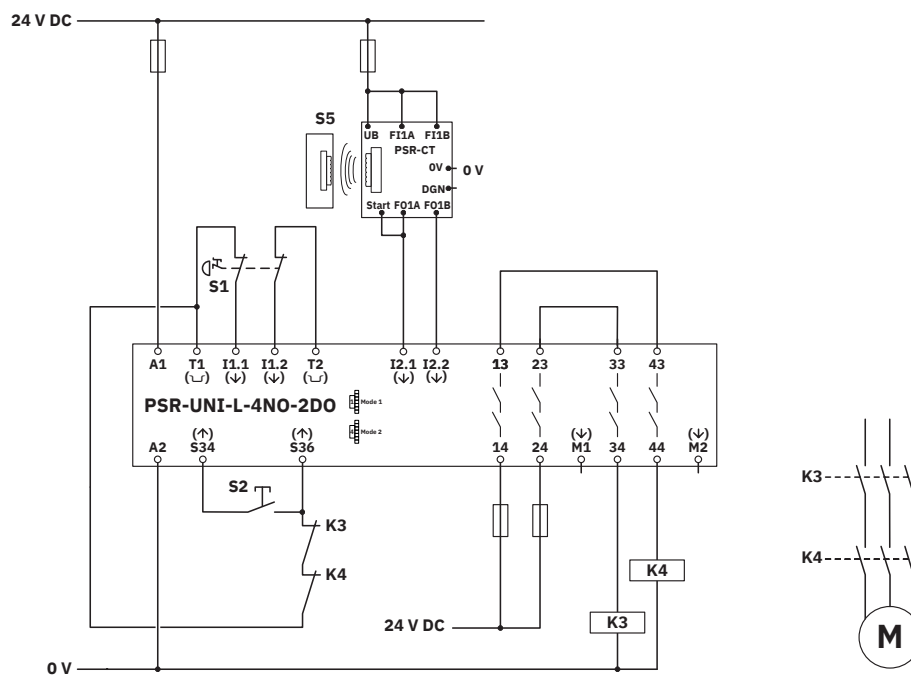 24 V DC
S5
UB FI1A FI1B
PSR-CT
0V 0 V
DGN
Start FO1A FO1B
S1
A1 T1 I1.1 I1.2 T2 I2.1 I2.2 13 23 33 43
PSR-UNI-L-4NO-2DO
1 Mode 1
4 Mode 2
A2 S34 S36 14 24 M1 34 44 M2
S2
K3
K4
24 V DC
K4
K3
0 V
K3
K4
M